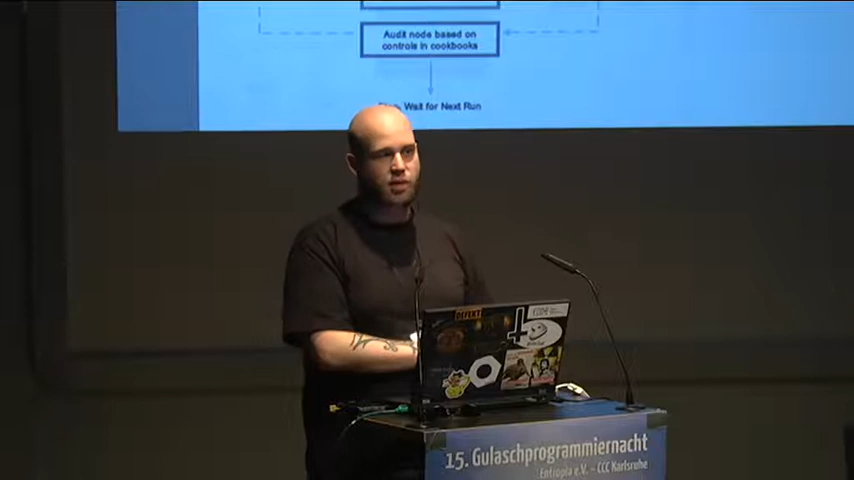 Audit node based on
controls in cookbooks
Wait for Next Run
DEFEKT
15. Gulaschprogrammiernacht
Entropia e.V. – CCC Karlsruhe